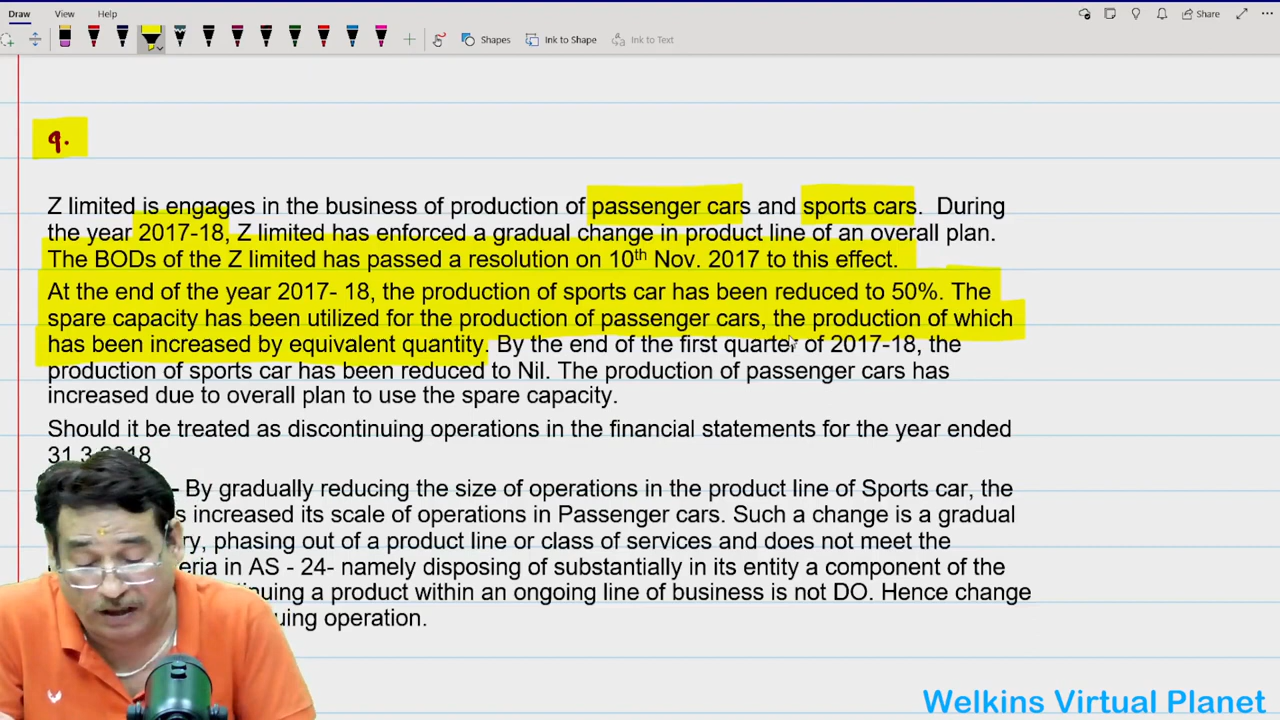 Draw View Help
Share
Shapes Ink to Shape Ink to Text
9.
Z limited is engages in the business of production of passenger cars and sports cars. During
the year 2017-18, Z limited has enforced a gradual change in product line of an overall plan.
The BODs of the Z limited has passed a resolution on 10th Nov. 2017 to this effect.
At the end of the year 2017- 18, the production of sports car has been reduced to 50%. The
spare capacity has been utilized for the production of passenger cars, the production of which
has been increased by equivalent quantity. By the end of the first quarter of 2017-18, the
production of sports car has been reduced to Nil. The production of passenger cars has
increased due to overall plan to use the spare capacity.
Should it be treated as discontinuing operations in the financial statements for the year ended
31.3.2018
- By gradually reducing the size of operations in the product line of Sports car, the
increased its scale of operations in Passenger cars. Such a change is a gradual
phasing out of a product line or class of services and does not meet the
in AS - 24- namely disposing of substantially in its entity a component of the
a product within an ongoing line of business is not DO. Hence change
operation.
Welkins Virtual Planet